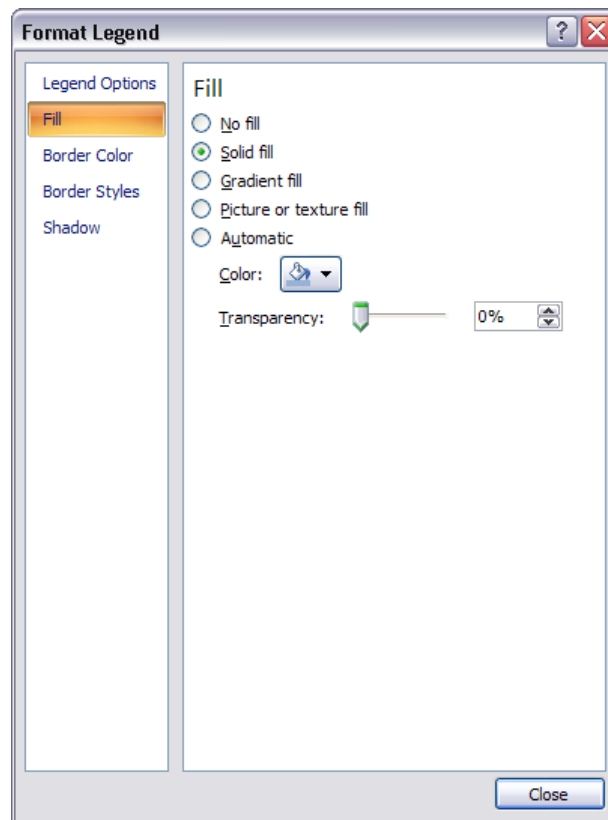 Format Legend
?
Legend Options
Fill
Border Color
Border Styles
Shadow
Fill
No fill
Solid fill
Gradient fill
Picture or texture fill
Automatic
Color:
Transparency:
0%
Close